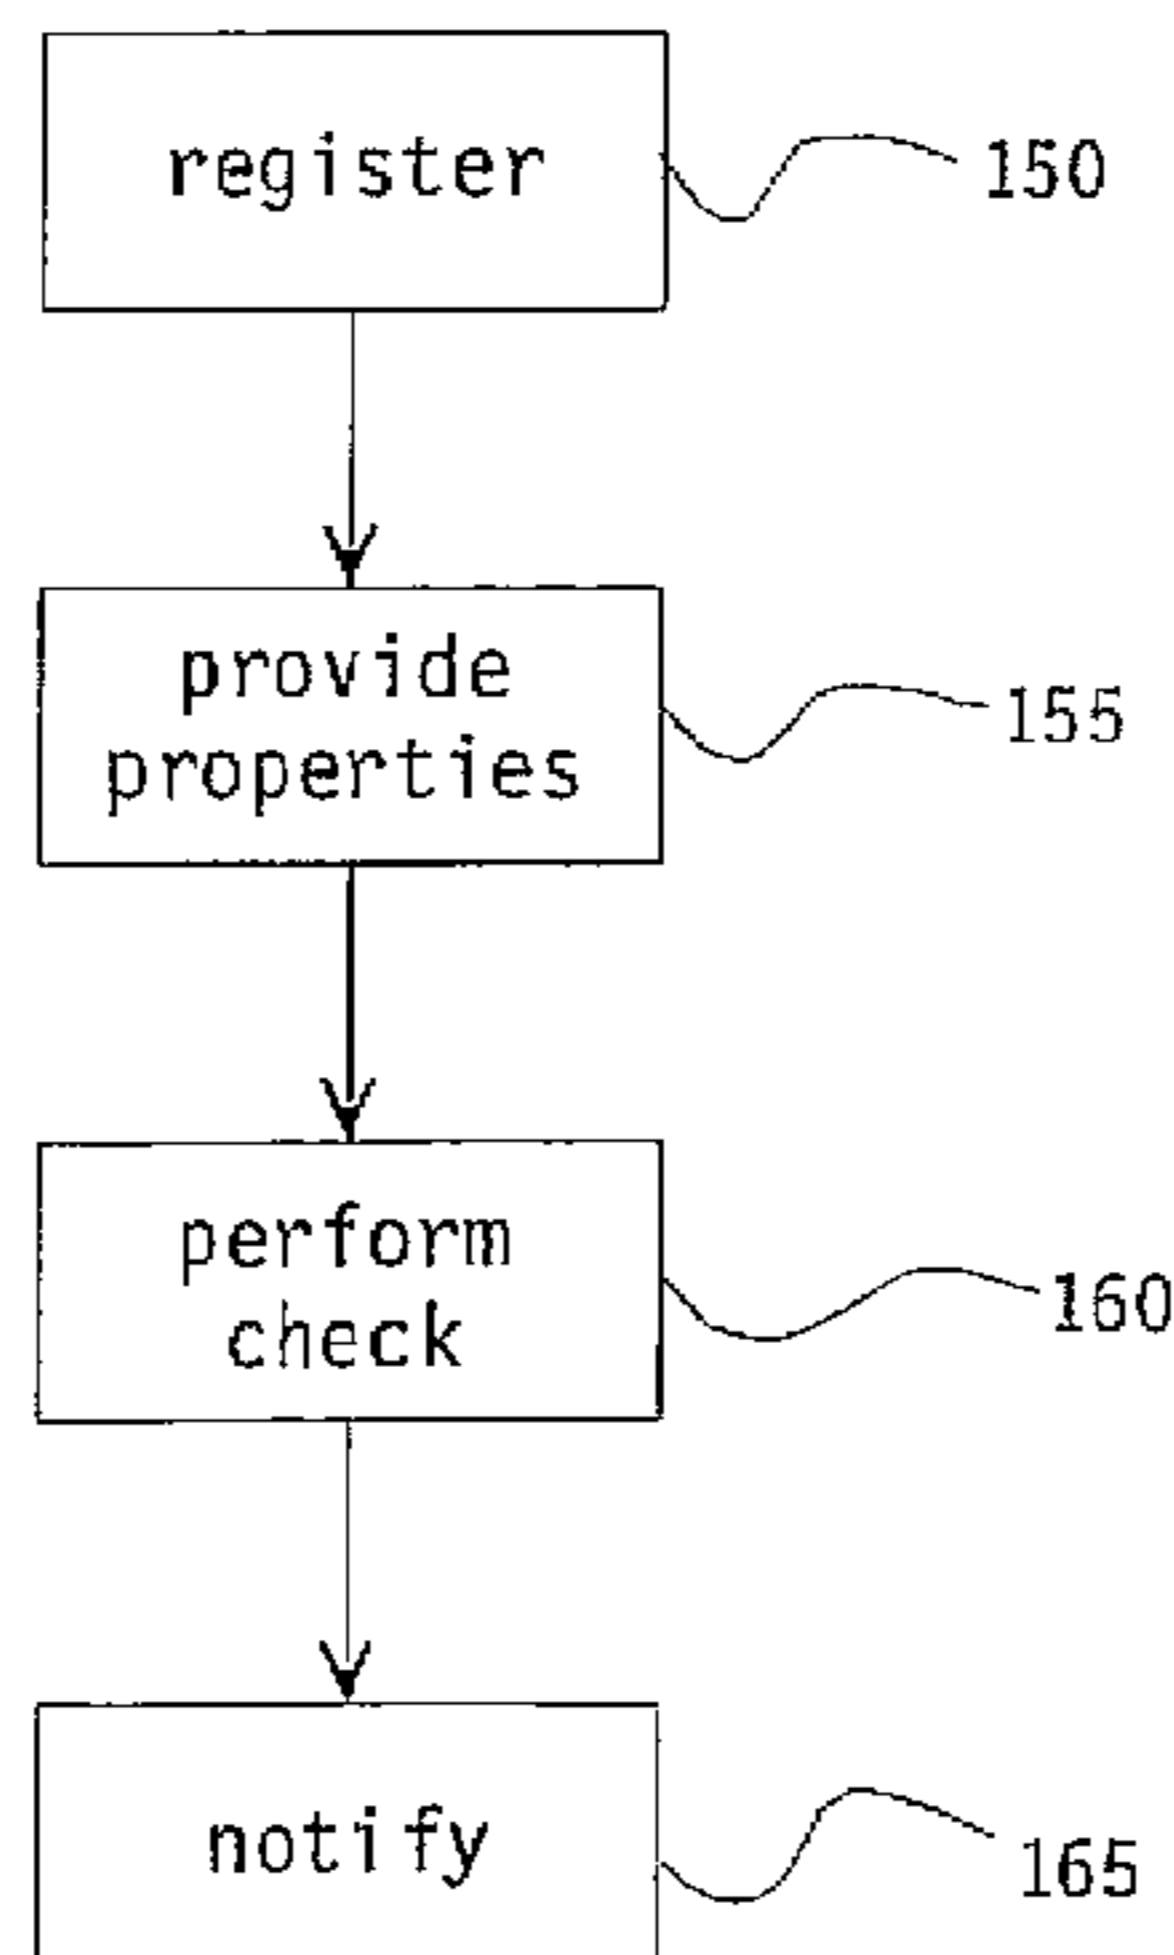 register
150
provide
properties
155
perform
check
160
notify
165